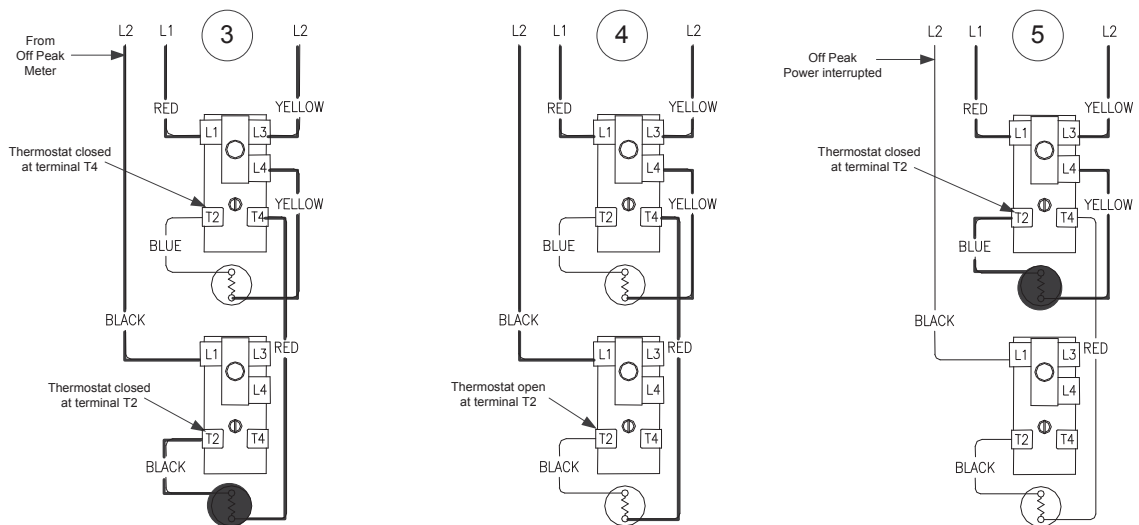 3
L2
L1
L2
From
Off Peak
Meter
RED
YELLOW
L1
L3
L4
Thermostat closed
at terminal T4
T2
T4
YELLOW
BLUE
BLACK
RED
L1
L3
L4
Thermostat closed
at terminal T2
T2
T4
BLACK
4
L2
L1
L2
RED
YELLOW
L1
L3
L4
T2
T4
YELLOW
BLUE
BLACK
RED
L1
L3
L4
Thermostat open
at terminal T2
T2
T4
BLACK
5
L2
L1
L2
Off Peak
Power interrupted
RED
YELLOW
L1
L3
L4
Thermostat closed
at terminal T2
T2
T4
YELLOW
BLUE
BLACK
RED
L1
L3
L4
T2
T4
BLACK